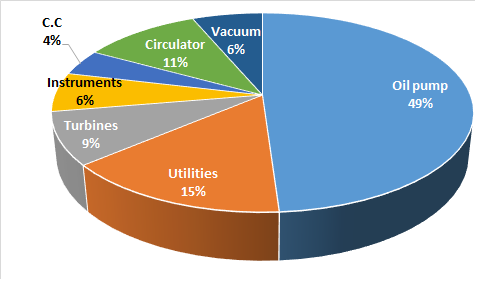 C.C
4%
Vacuum
6%
Circulator
11%
Oil pump
49%
Instruments
6%
Turbines
9%
Utilities
15%